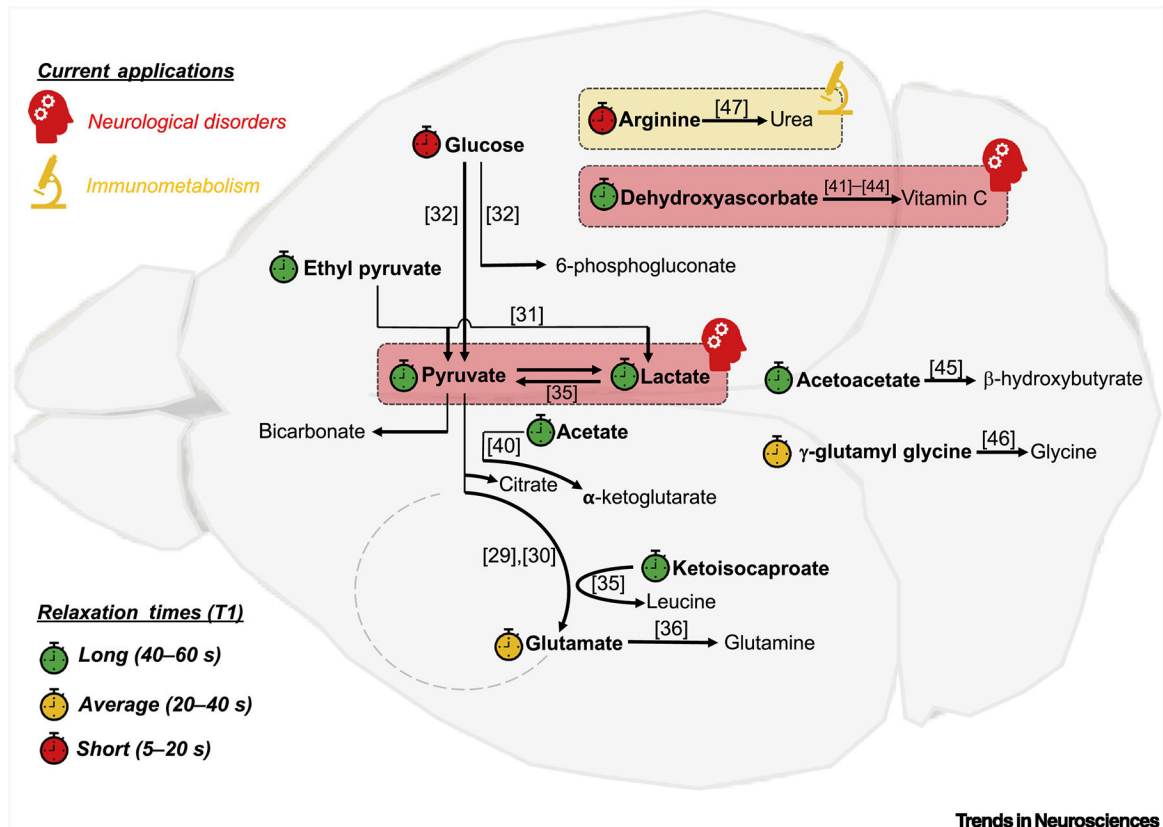 Current applications
Neurological disorders
Immunometabolism
Arginine [47] Urea
Glucose
Dehydroxyascorbate [41]–[44] Vitamin C
[32] [32]
Ethyl pyruvate
6-phosphogluconate
[31]
Pyruvate Lactate
[35]
Acetoacetate [45] β-hydroxybutyrate
Bicarbonate
Acetate
[40]
γ-glutamyl glycine [46] Glycine
Citrate
α-ketoglutarate
[29],[30]
Ketoisocaproate
[35]
Leucine
Glutamate [36] Glutamine
Relaxation times (T1)
Long (40–60 s)
Average (20–40 s)
Short (5–20 s)
Trends in Neurosciences